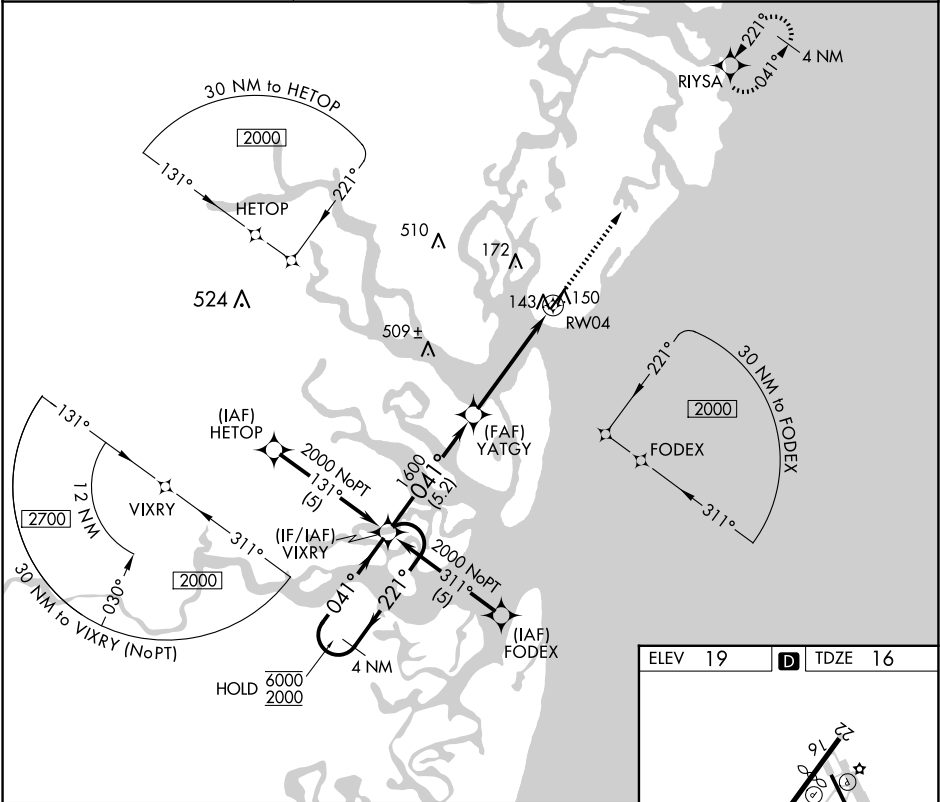 221°
4 NM
041°
RIYSA
30 NM to HETOP
2000
131°
221°
HETOP
510
172
524
143
150
RW04
509±
221°
30 NM to FODEX
2000
FODEX
311°
(FAF)
YATGY
131°
12 NM
VIXRY
2700
311°
2000
030°
30 NM to VIXRY (NoPT)
(IAF)
HETOP
2000 NoPT
131°
(5)
1600
041°
(5.2)
(IF/IAF)
VIXRY
2000 NoPT
311°
(5)
(IAF)
FODEX
041°
221°
4 NM
HOLD 6000
2000
ELEV 19
D
TDZE 16
22
16
P
P